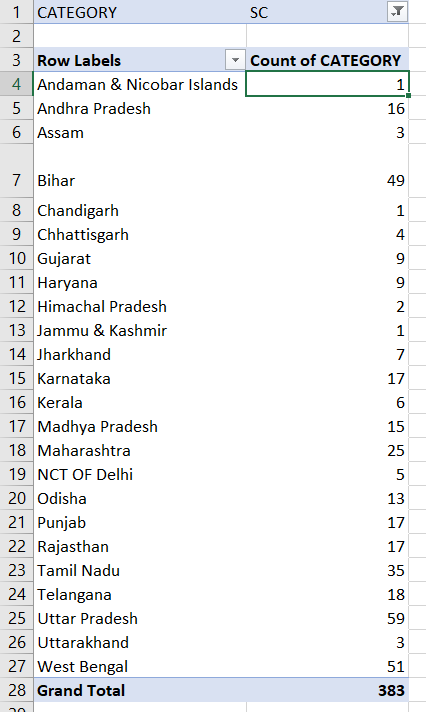 1 CATEGORY SC
2
3 Row Labels Count of CATEGORY
4 Andaman & Nicobar Islands 1
5 Andhra Pradesh 16
6 Assam 3
7 Bihar 49
8 Chandigarh 1
9 Chhattisgarh 4
10 Gujarat 9
11 Haryana 9
12 Himachal Pradesh 2
13 Jammu & Kashmir 1
14 Jharkhand 7
15 Karnataka 17
16 Kerala 6
17 Madhya Pradesh 15
18 Maharashtra 25
19 NCT OF Delhi 5
20 Odisha 13
21 Punjab 17
22 Rajasthan 17
23 Tamil Nadu 35
24 Telangana 18
25 Uttar Pradesh 59
26 Uttarakhand 3
27 West Bengal 51
28 Grand Total 383